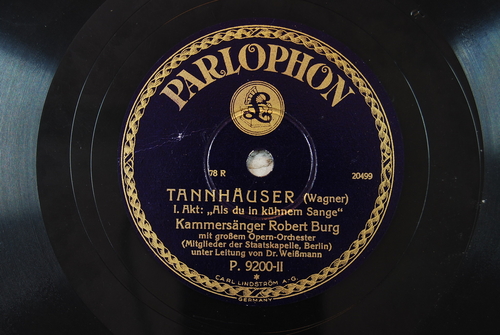 PARLOPHON
£
78 R 20499
TANNHÄUSER (Wagner)
I. Akt: „Als du in kühnem Sange“
Kammersänger Robert Burg
mit großem Opern-Orchester
(Mitglieder der Staatskapelle, Berlin)
unter Leitung von Dr. Weißmann
P. 9200-II
*
CARL LINDSTRÖM A-G.
GERMANY